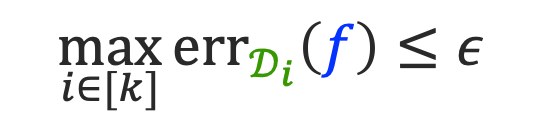 max err_{𝒟_i}(f) ≤ ϵ
i∈[k]